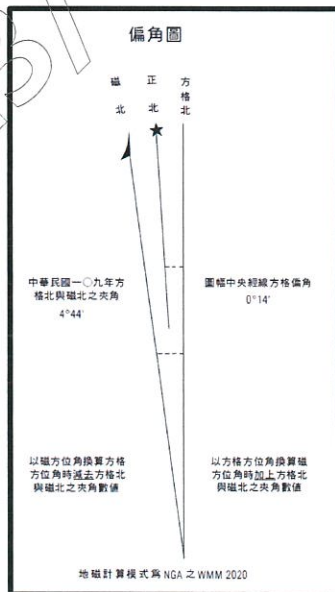 偏角圖
磁北
正北
方格北
中華民國一○九年方
格北與磁北之夾角
4°44'
圖幅中央經線方格偏角
0°14'
以磁方位角換算方格
方位角時減去方格北
與磁北之夾角數值
以方格方位角換算磁
方位角時加上方格北
與磁北之夾角數值
地磁計算模式爲 NGA 之 WMM 2020